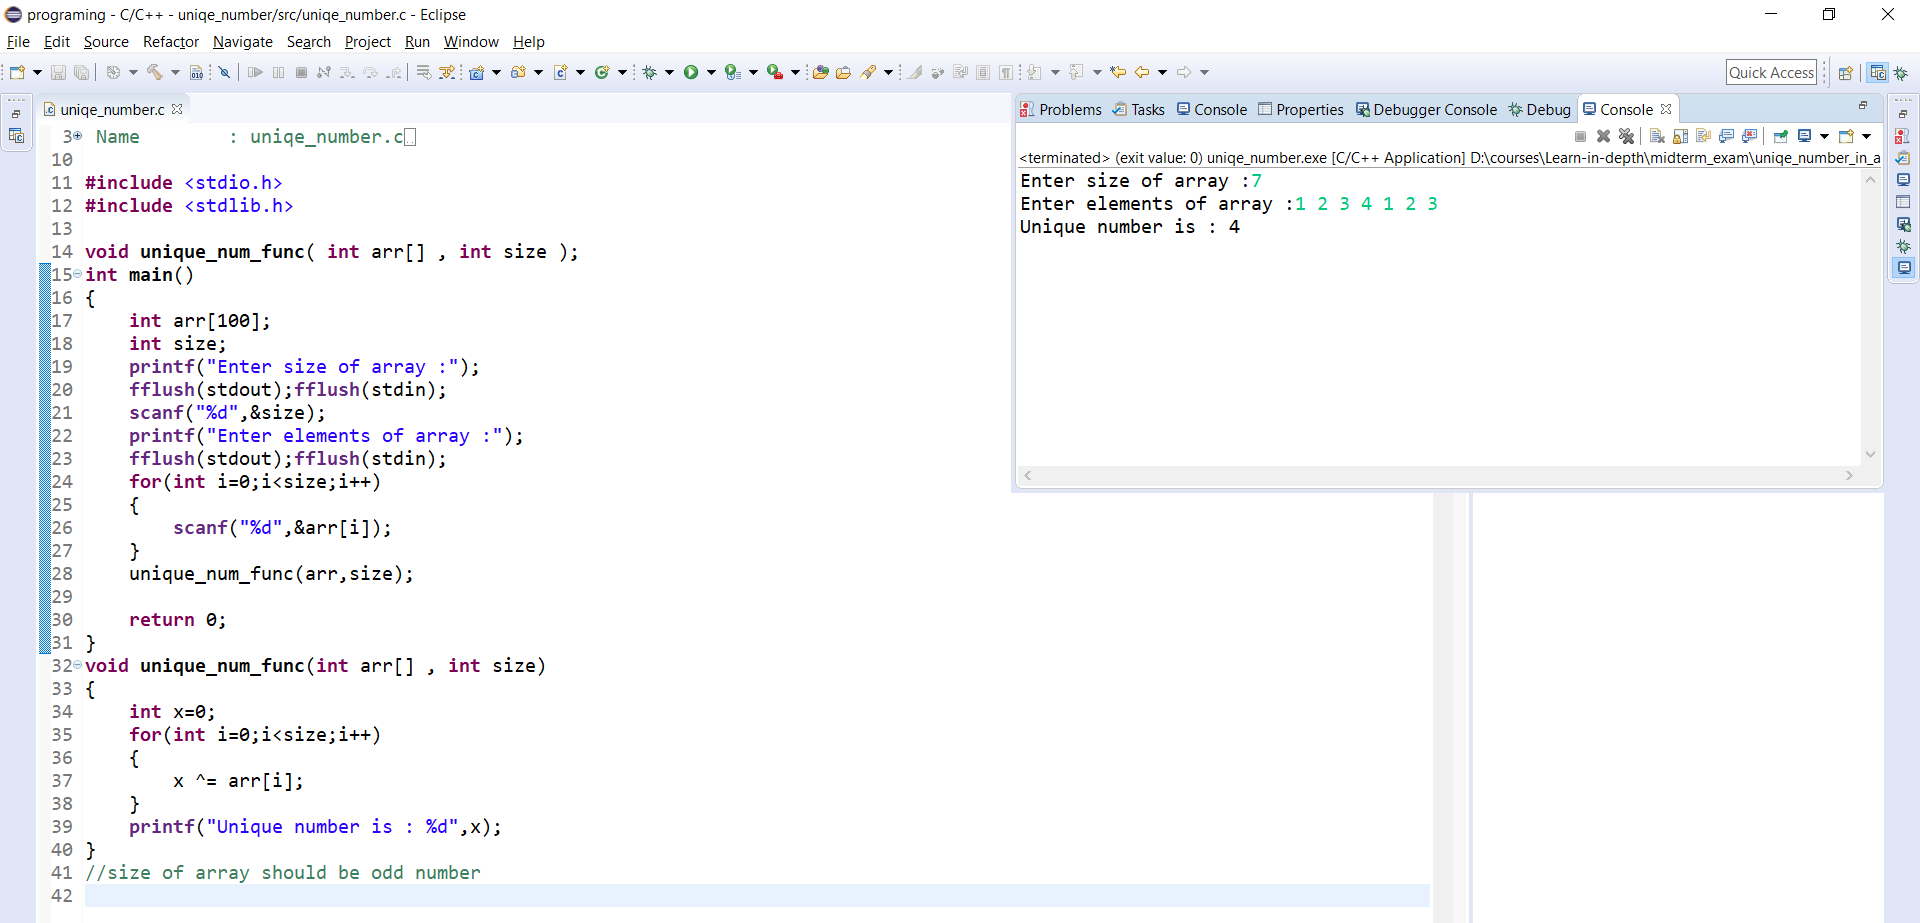 programing - C/C++ - uniqe_number/src/uniqe_number.c - Eclipse
File Edit Source Refactor Navigate Search Project Run Window Help
Quick Access
uniqe_number.c
3 Name        : uniqe_number.c
10
11 #include <stdio.h>
12 #include <stdlib.h>
13
14 void unique_num_func( int arr[] , int size );
15 int main()
16 {
17     int arr[100];
18     int size;
19     printf("Enter size of array :");
20     fflush(stdout);fflush(stdin);
21     scanf("%d",&size);
22     printf("Enter elements of array :");
23     fflush(stdout);fflush(stdin);
24     for(int i=0;i<size;i++)
25     {
26         scanf("%d",&arr[i]);
27     }
28     unique_num_func(arr,size);
29
30     return 0;
31 }
32 void unique_num_func(int arr[] , int size)
33 {
34     int x=0;
35     for(int i=0;i<size;i++)
36     {
37         x ^= arr[i];
38     }
39     printf("Unique number is : %d",x);
40 }
41 //size of array should be odd number
42
Problems Tasks Console Properties Debugger Console Debug Console
<terminated> (exit value: 0) uniqe_number.exe [C/C++ Application] D:\courses\Learn-in-depth\midterm_exam\uniqe_number_in_a
Enter size of array :7
Enter elements of array :1 2 3 4 1 2 3
Unique number is : 4